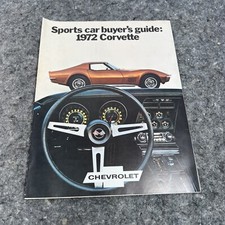 Sports car buyer's guide:
1972 Corvette
CHEVROLET